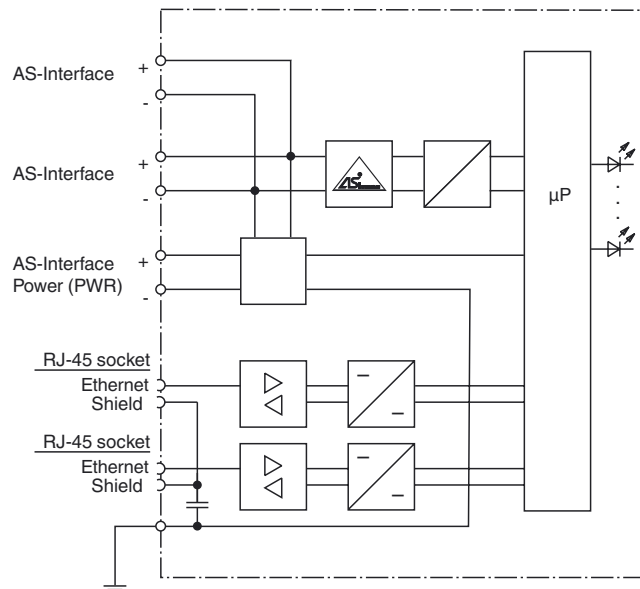 AS-Interface
+
-
AS-Interface
+
-
AS-Interface
Power (PWR)
+
-
RJ-45 socket
Ethernet
Shield
RJ-45 socket
Ethernet
Shield
µP